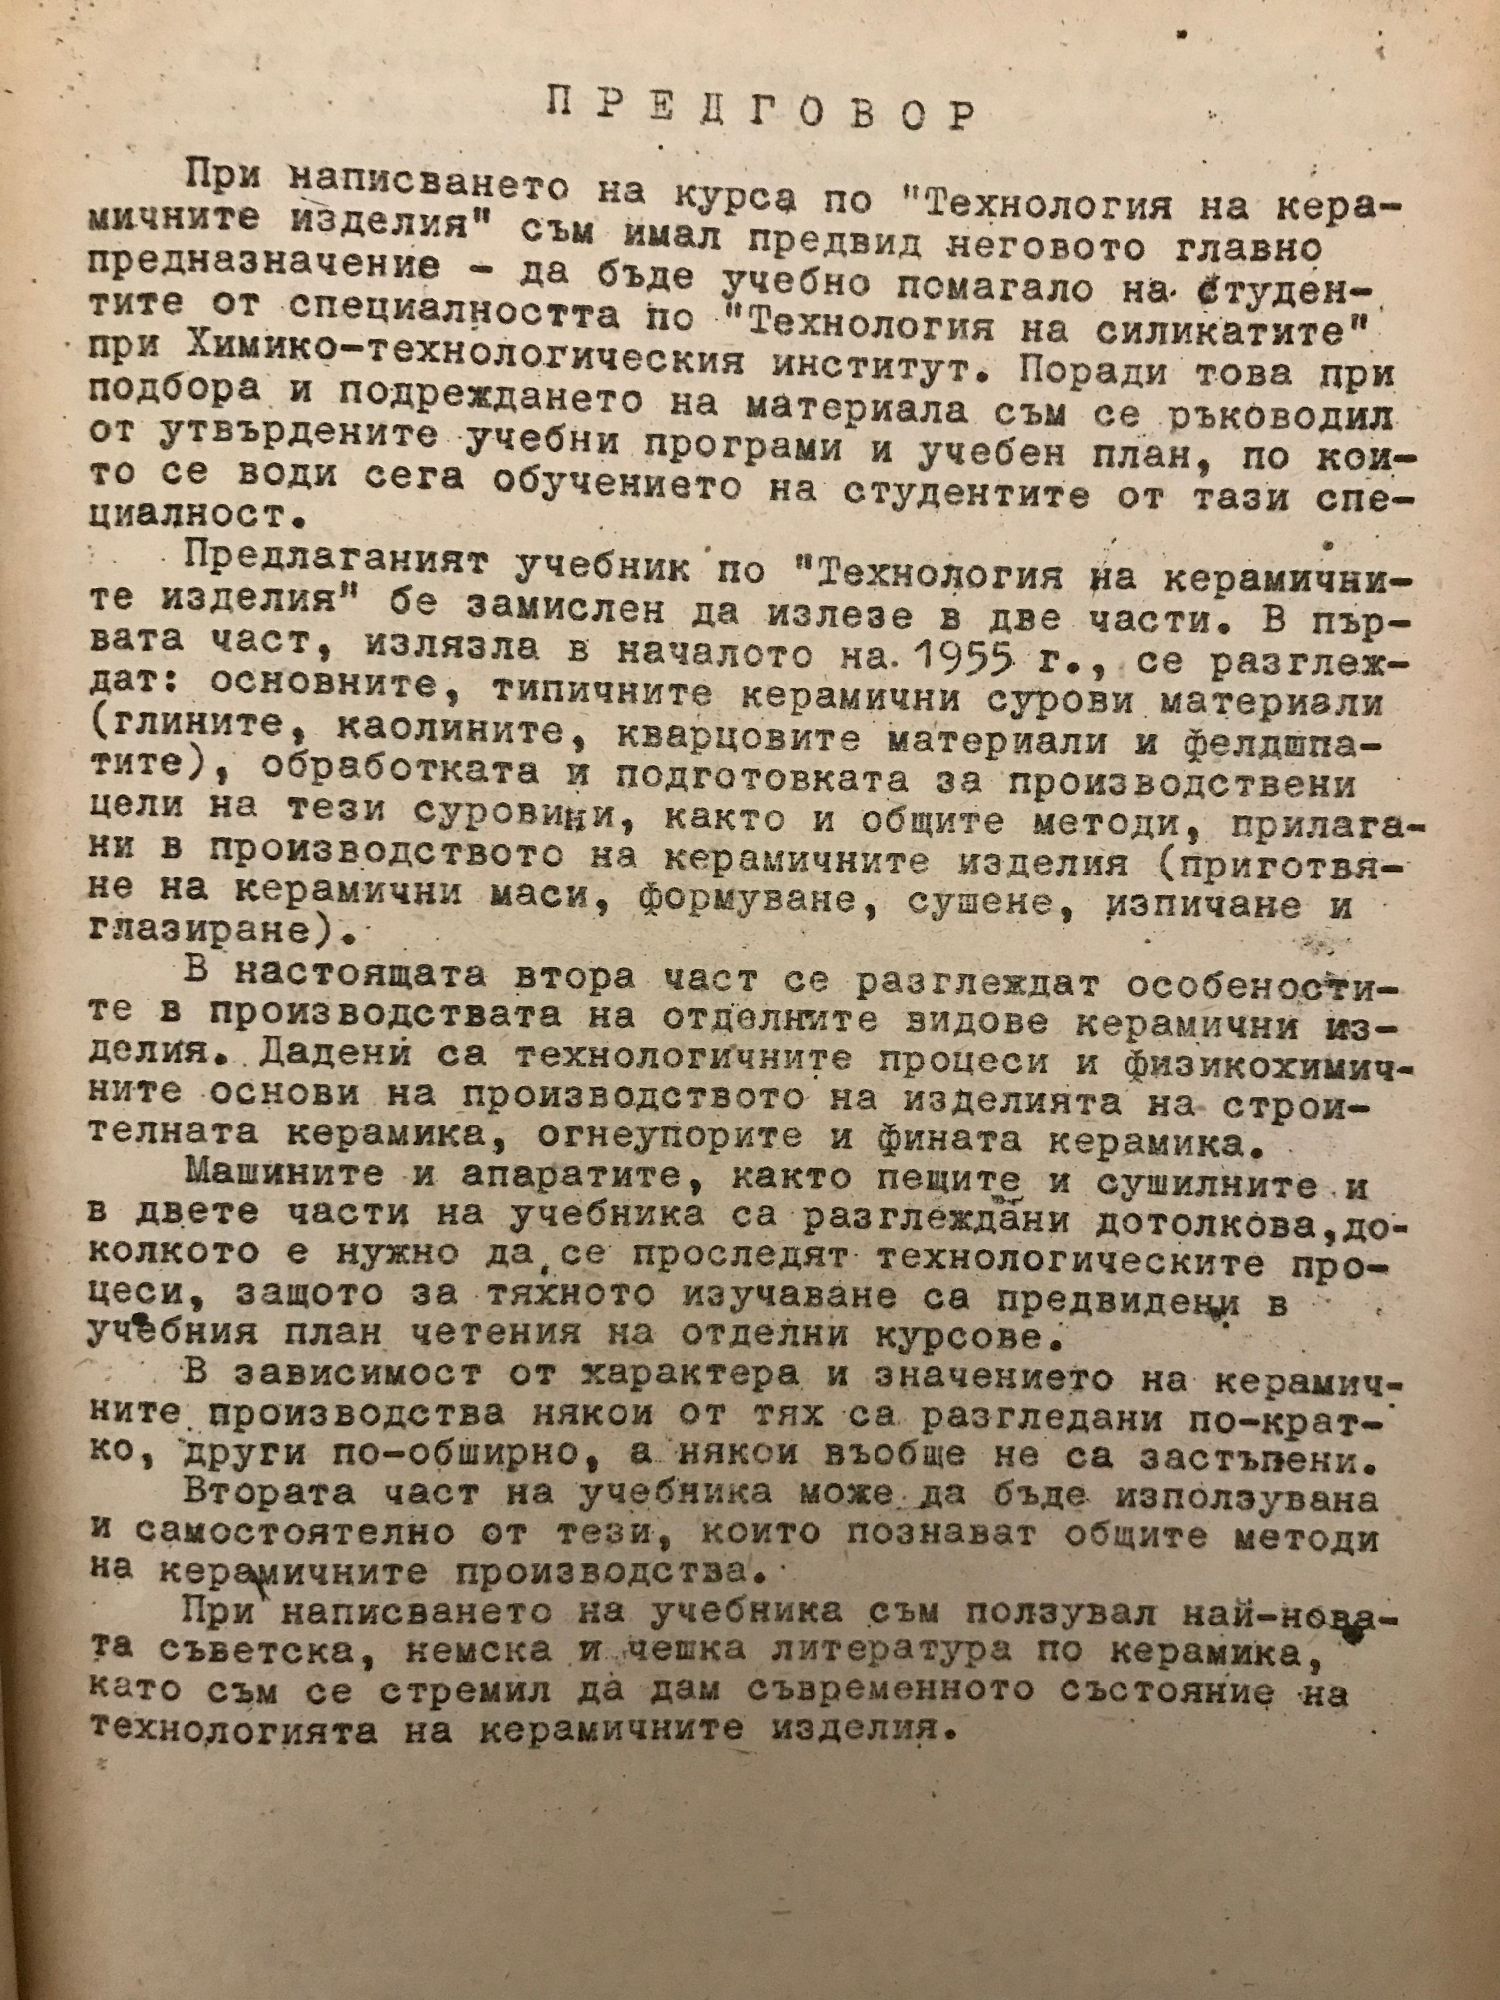 ПРЕДГОВОР
При написването на курса по "Технология на кера-
мичните изделия" съм имал предвид неговото главно
предназначение - да бъде учебно помагало на студен-
тите от специалността по "Технология на силикатите"
при Химико-технологическия институт. Поради това при
подбора и подреждането на материала съм се ръководил
от утвърдените учебни програми и учебен план, по кои-
то се води сега обучението на студентите от тази спе-
циалност.
Предлаганият учебник по "Технология на керамични-
те изделия" бе замислен да излезе в две части. В пър-
вата част, излязла в началото на 1955 г., се разглеж-
дат: основните, типичните керамични сурови материали
(глините, каолините, кварцовите материали и фелдшпа-
тите), обработката и подготовката за производствени
цели на тези суровини, както и общите методи, прилага-
ни в производството на керамичните изделия (приготвя-
не на керамични маси, формуване, сушене, изпичане и
глазиране).
В настоящата втора част се разглеждат особености-
те в производствата на отделните видове керамични из-
делия. Дадени са технологичните процеси и физикохимич-
ните основи на производството на изделията на строи-
телната керамика, огнеупорите и фината керамика.
Машините и апаратите, както пещите и сушилните и
в двете части на учебника са разглеждани дотолкова,до-
колкото е нужно да се проследят технологическите про-
цеси, защото за тяхното изучаване са предвидени в
учебния план четения на отделни курсове.
В зависимост от характера и значението на керамич-
ните производства някои от тях са разгледани по-крат-
ко, други по-обширно, а някои въобще не са застъпени.
Втората част на учебника може да бъде използувана
и самостоятелно от тези, които познават общите методи
на керамичните производства.
При написването на учебника съм ползувал най-нова-
та съветска, немска и чешка литература по керамика,
като съм се стремил да дам съвременното състояние на
технологията на керамичните изделия.